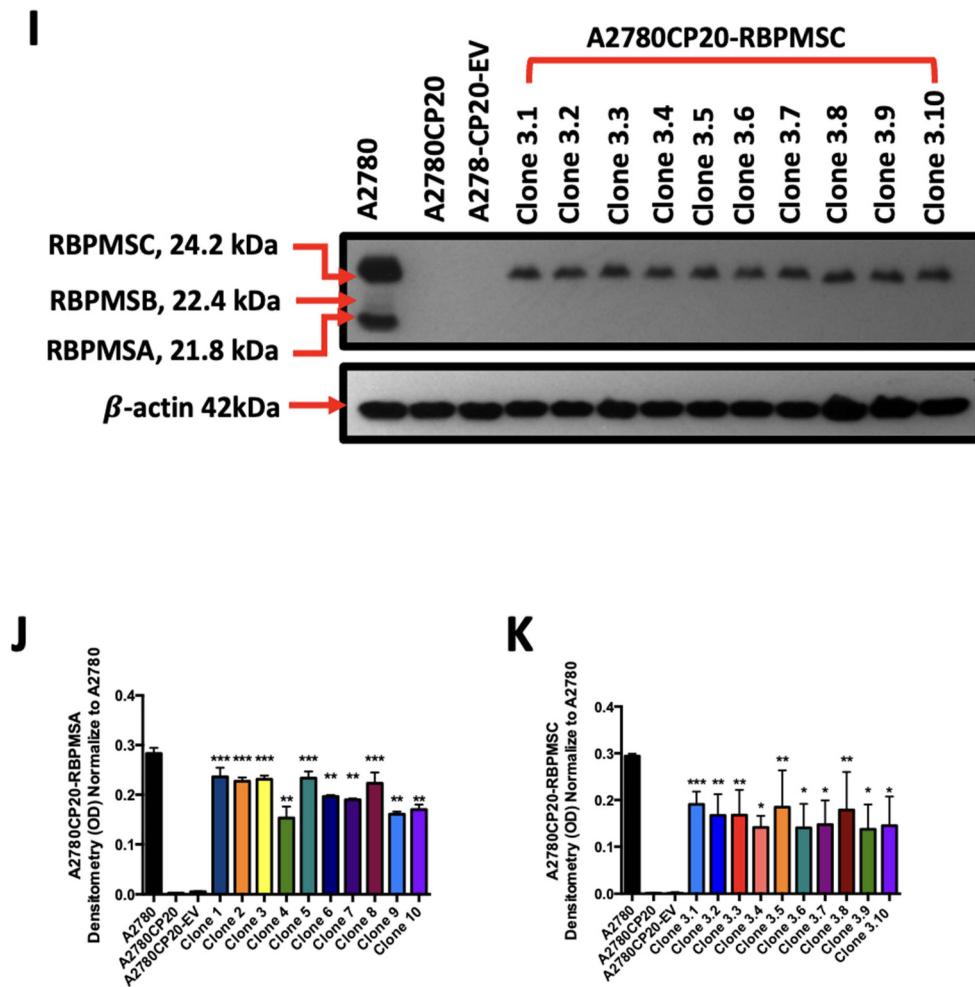 I
A2780CP20-RBPMSC
A2780
A2780CP20
A278-CP20-EV
Clone 3.1
Clone 3.2
Clone 3.3
Clone 3.4
Clone 3.5
Clone 3.6
Clone 3.7
Clone 3.8
Clone 3.9
Clone 3.10
RBPMSC, 24.2 kDa
RBPMSB, 22.4 kDa
RBPMSA, 21.8 kDa
β-actin 42kDa
J
A2780CP20-RBPMSA
Densitometry (OD) Normalize to A2780
0.4
0.3
0.2
0.1
0.0
*** *** *** ** *** ** ** *** ** **
A2780
A2780CP20
A2780CP20-EV
Clone 1
Clone 2
Clone 3
Clone 4
Clone 5
Clone 6
Clone 7
Clone 8
Clone 9
Clone 10
K
A2780CP20-RBPMSC
Densitometry (OD) Normalize to A2780
0.4
0.3
0.2
0.1
0.0
*** ** ** * ** * * ** * *
A2780
A2780CP20
A2780CP20-EV
Clone 3.1
Clone 3.2
Clone 3.3
Clone 3.4
Clone 3.5
Clone 3.6
Clone 3.7
Clone 3.8
Clone 3.9
Clone 3.10